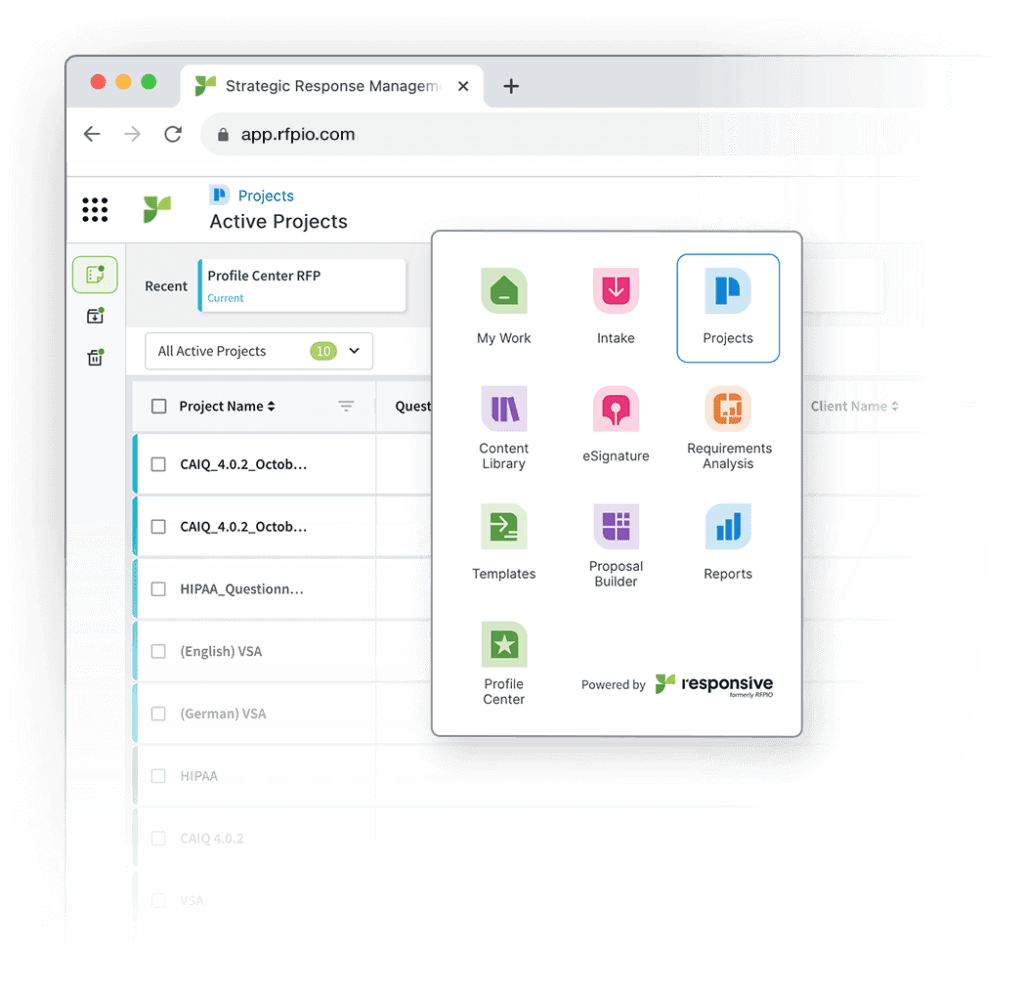 Strategic Response Managem
app.rfpio.com
Projects
Active Projects
Recent
Profile Center RFP
Current
All Active Projects 10
Project Name
Quest
Client Name
CAIQ_4.0.2_Octob...
CAIQ_4.0.2_Octob...
HIPAA_Questionn...
(English) VSA
(German) VSA
HIPAA
CAIQ 4.0.2
VSA
My Work
Intake
Projects
Content
Library
eSignature
Requirements
Analysis
Templates
Proposal
Builder
Reports
Profile
Center
Powered by responsive
formerly RFPIO